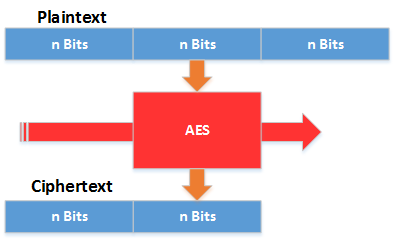 Plaintext
n Bits n Bits n Bits
AES
Ciphertext
n Bits n Bits